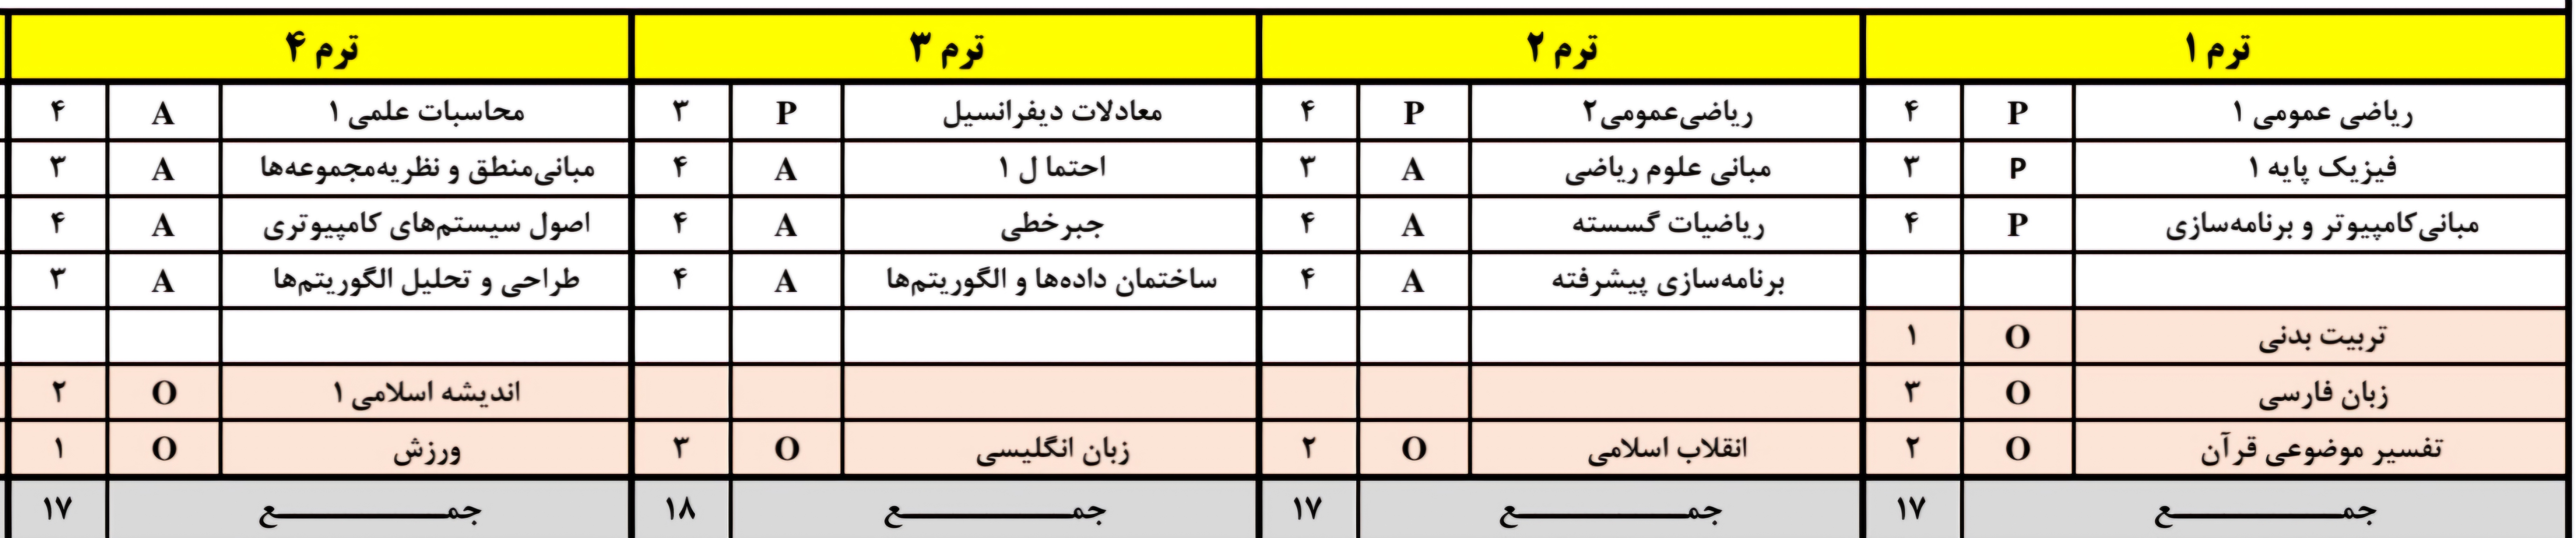 ترم ۱ ترم ۲ ترم ۳ ترم ۴
ریاضی عمومی ۱ P ۴ ریاضی‌عمومی۲ P ۴ معادلات دیفرانسیل P ۳ محاسبات علمی ۱ A ۴
فیزیک پایه ۱ P ۳ مبانی علوم ریاضی A ۳ احتما ل ۱ A ۴ مبانی‌منطق و نظریه‌مجموعه‌ها A ۳
مبانی‌کامپیوتر و برنامه‌سازی P ۴ ریاضیات گسسته A ۴ جبرخطی A ۴ اصول سیستم‌های کامپیوتری A ۴
برنامه‌سازی پیشرفته A ۴ ساختمان داده‌ها و الگوریتم‌ها A ۴ طراحی و تحلیل الگوریتم‌ها A ۳
تربیت بدنی O ۱
زبان فارسی O ۳ اندیشه اسلامی ۱ O ۲
تفسیر موضوعی قرآن O ۲ انقلاب اسلامی O ۲ زبان انگلیسی O ۳ ورزش O ۱
جمـــــــــــع ۱۷ جمـــــــــــع ۱۷ جمـــــــــــع ۱۸ جمـــــــــــع ۱۷